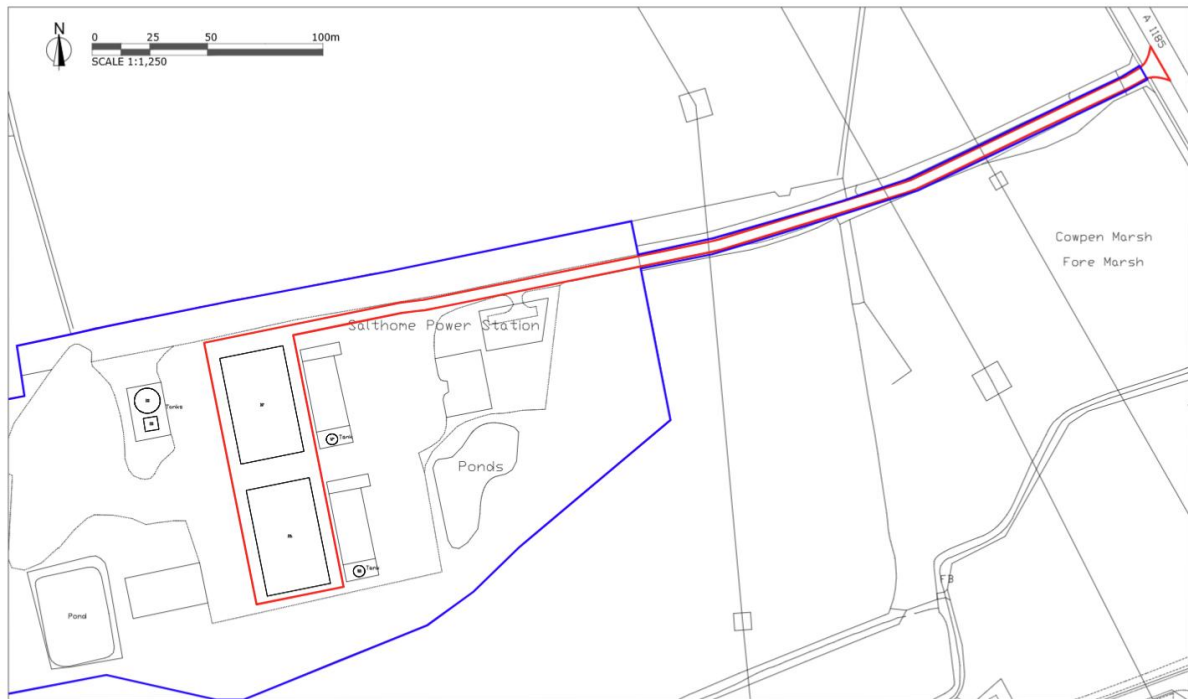 N
0 25 50 100m
SCALE 1:1,250
A 1185
Cowpen Marsh
Fore Marsh
Salthome Power Station
Tanks
Tank
Ponds
Tank
FB
Pond